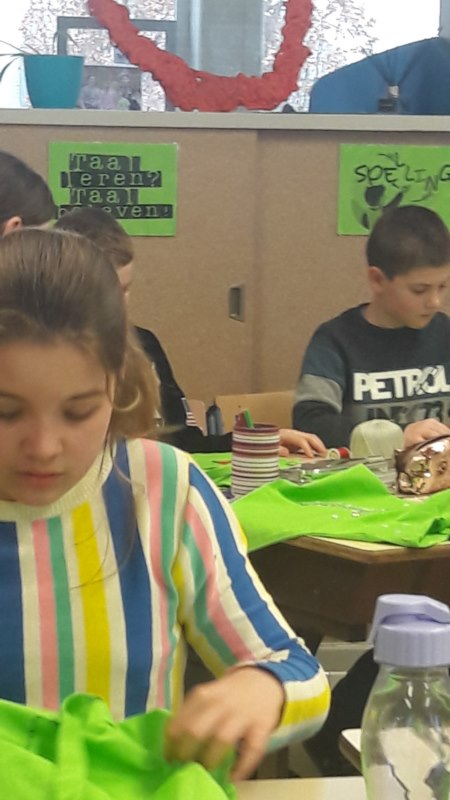 Taal
leren?
Taal
beleven!
SPELING
PETROL